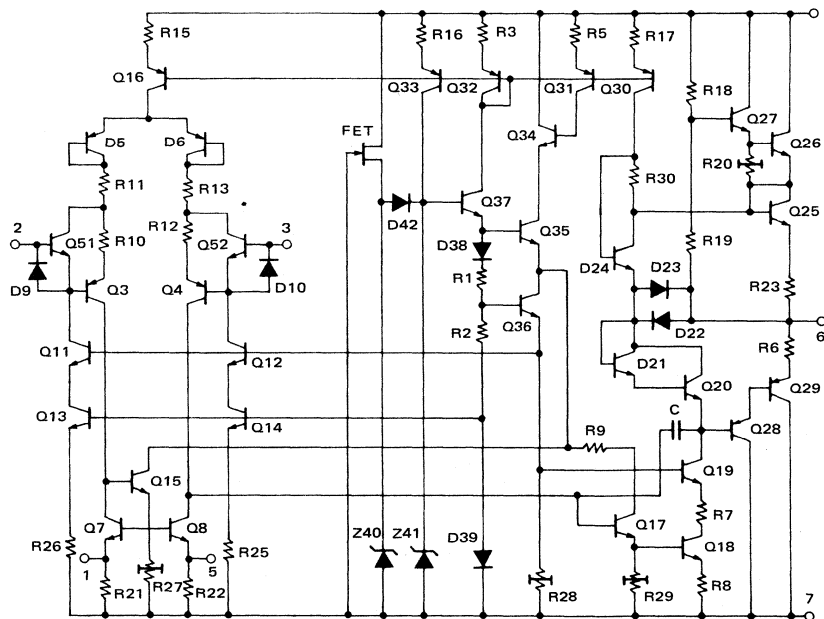 R15
R16
R3
R5
R17
Q16
Q33
Q32
Q31
Q30
R18
Q27
D5
D6
FET
Q34
Q26
R20
R11
R13
R30
Q37
Q25
2
R12
3
D42
Q51
R10
Q52
D38
Q35
D24
R19
D23
R23
D9
Q3
Q4
D10
R1
Q36
D22
6
R2
R6
Q11
Q12
D21
Q20
Q29
Q13
Q14
C
Q28
R9
Q15
Q19
Q7
Q8
Q17
R7
R26
R25
Z40
Z41
D39
Q18
1
R27
5
R21
R22
R28
R29
R8
7